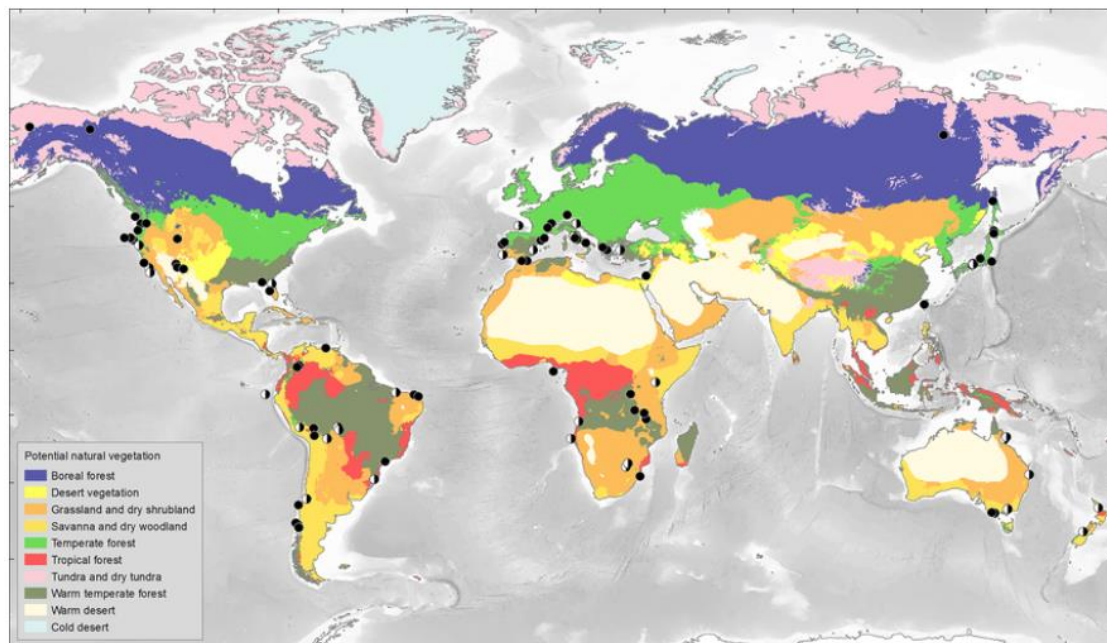 Potential natural vegetation
Boreal forest
Desert vegetation
Grassland and dry shrubland
Savanna and dry woodland
Temperate forest
Tropical forest
Tundra and dry tundra
Warm temperate forest
Warm desert
Cold desert